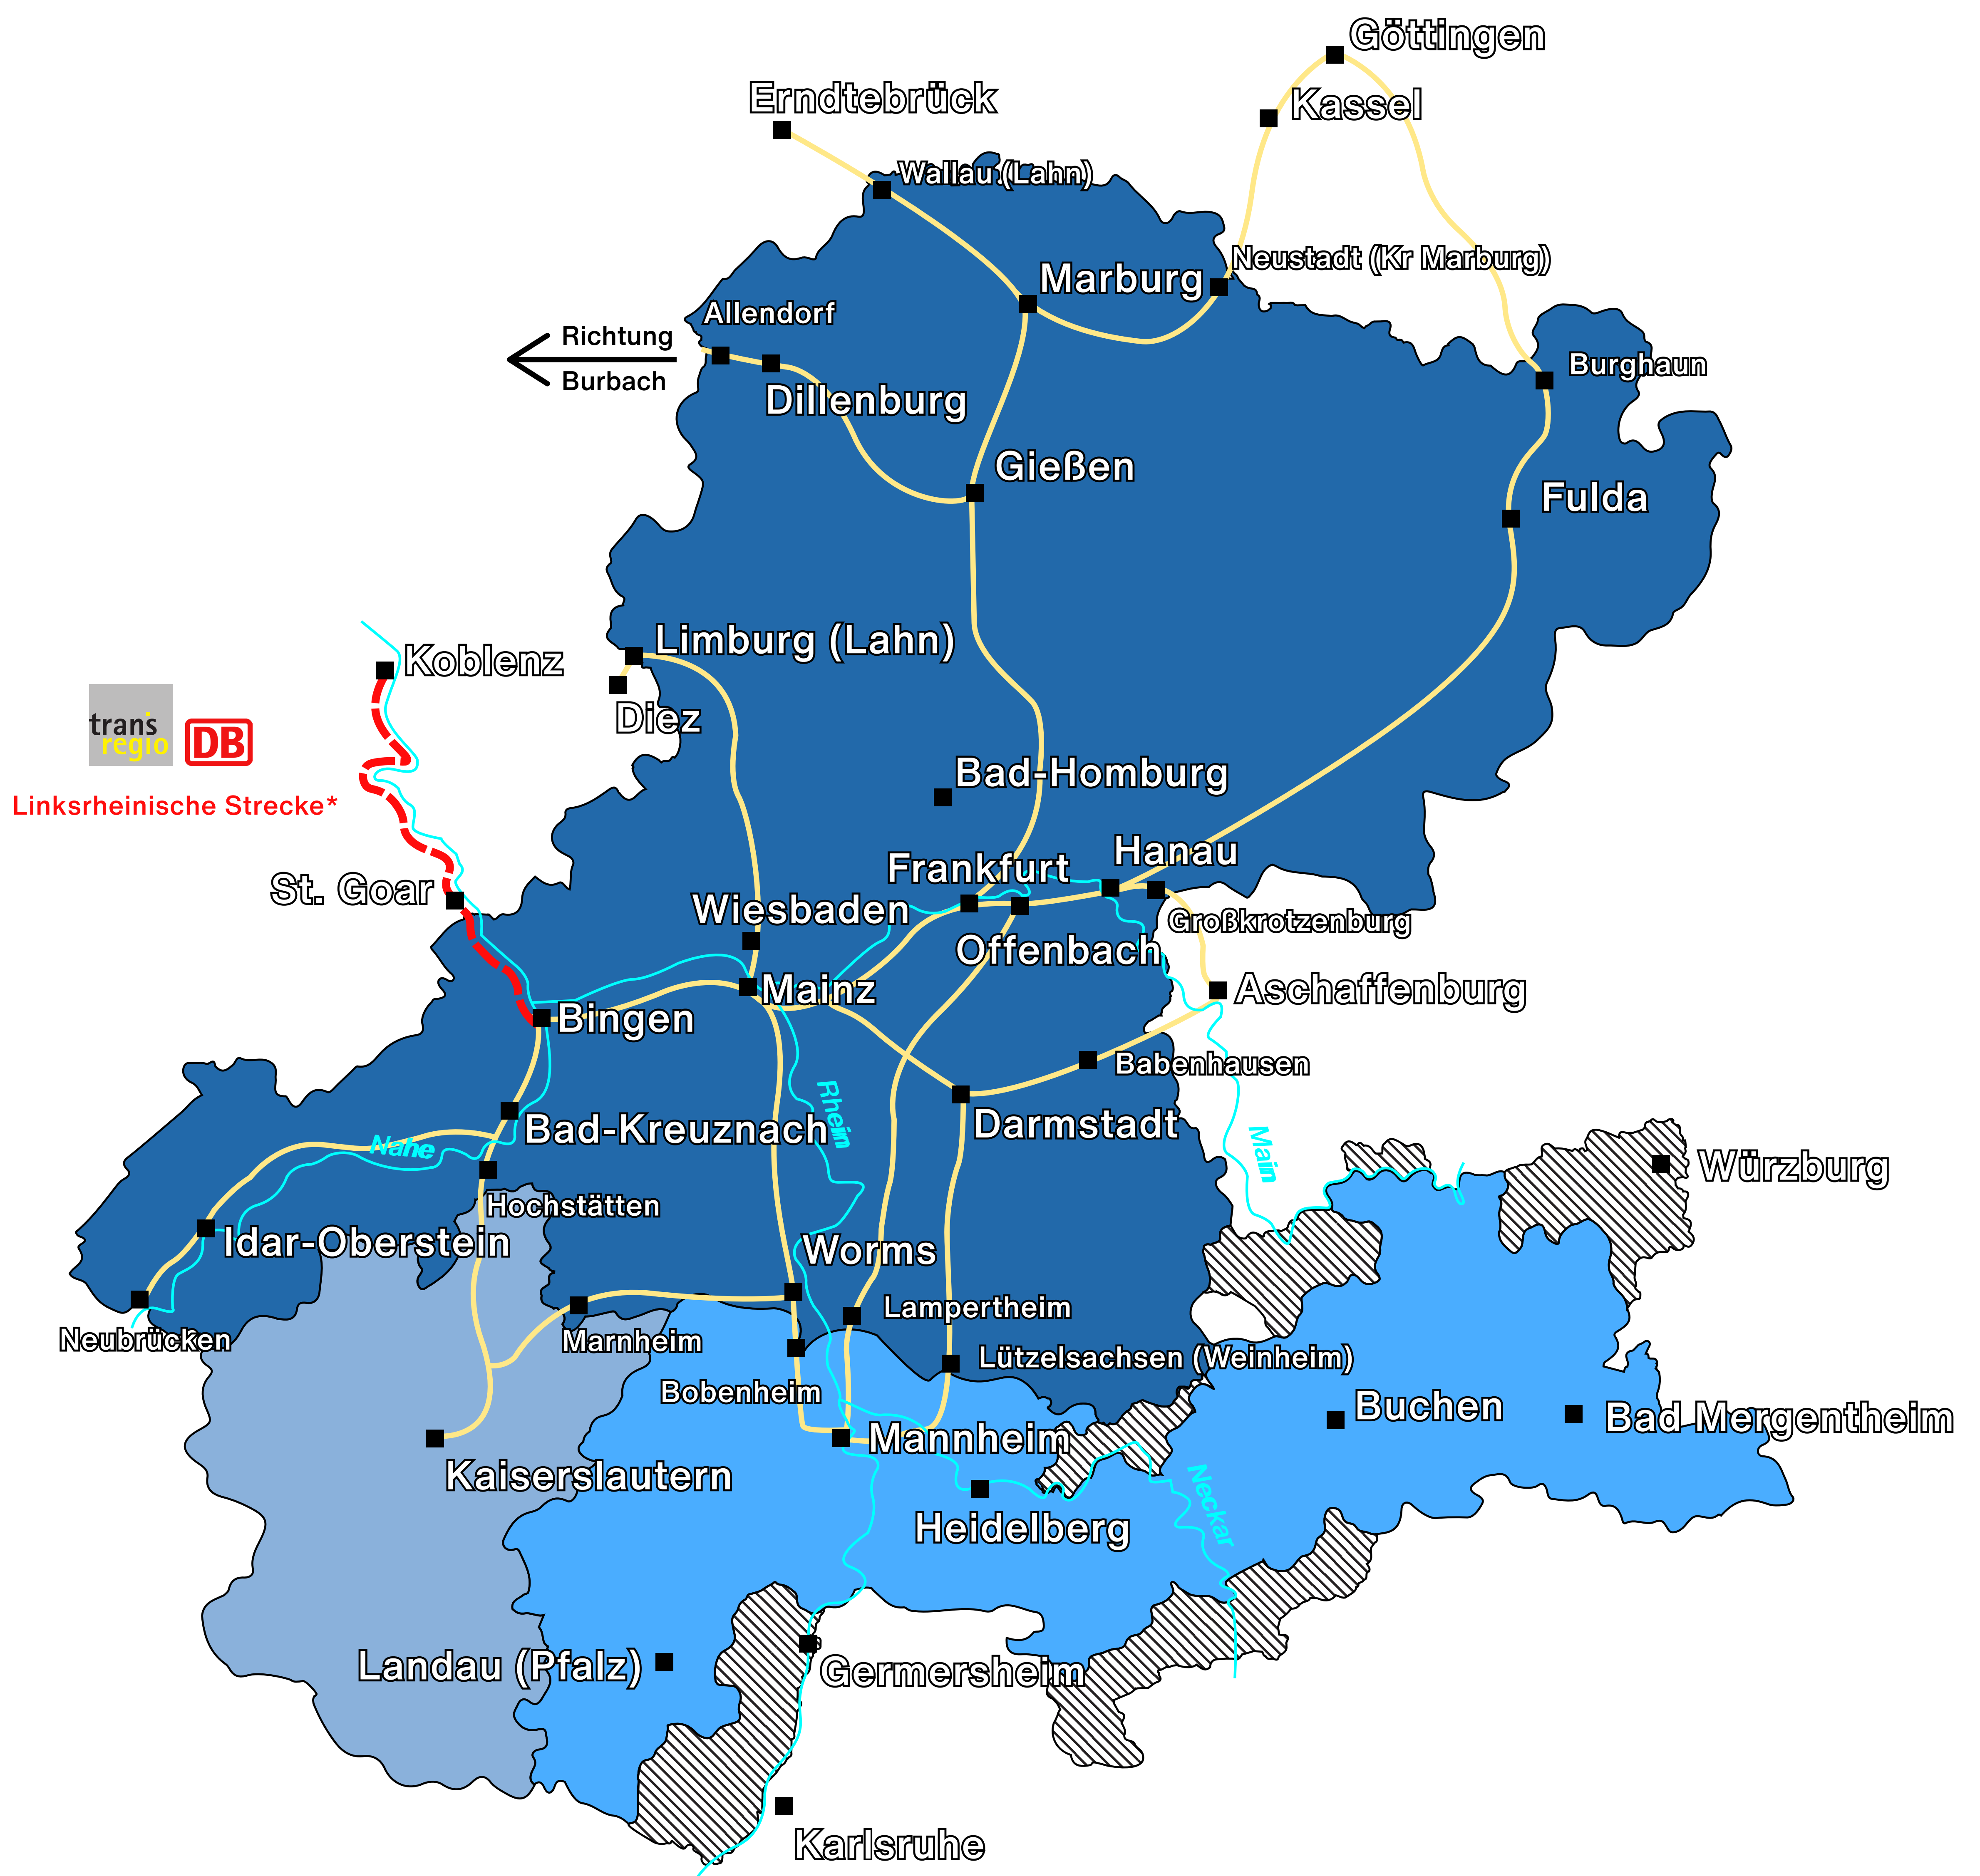 Göttingen
Erndtebrück
Kassel
Wallau (Lahn)
Neustadt (Kr Marburg)
Marburg
Allendorf
Richtung
Burbach
Burghaun
Dillenburg
Gießen
Fulda
Limburg (Lahn)
Koblenz
Diez
trans
regio
DB
Bad-Homburg
Linksrheinische Strecke*
Hanau
Frankfurt
St. Goar
Wiesbaden
Großkrotzenburg
Offenbach
Mainz
Aschaffenburg
Bingen
Babenhausen
Rhein
Darmstadt
Bad-Kreuznach
Nahe
Main
Würzburg
Hochstätten
Idar-Oberstein
Worms
Lampertheim
Neubrücken
Marnheim
Lützelsachsen (Weinheim)
Bobenheim
Buchen
Bad Mergentheim
Mannheim
Kaiserslautern
Neckar
Heidelberg
Landau (Pfalz)
Germersheim
Karlsruhe